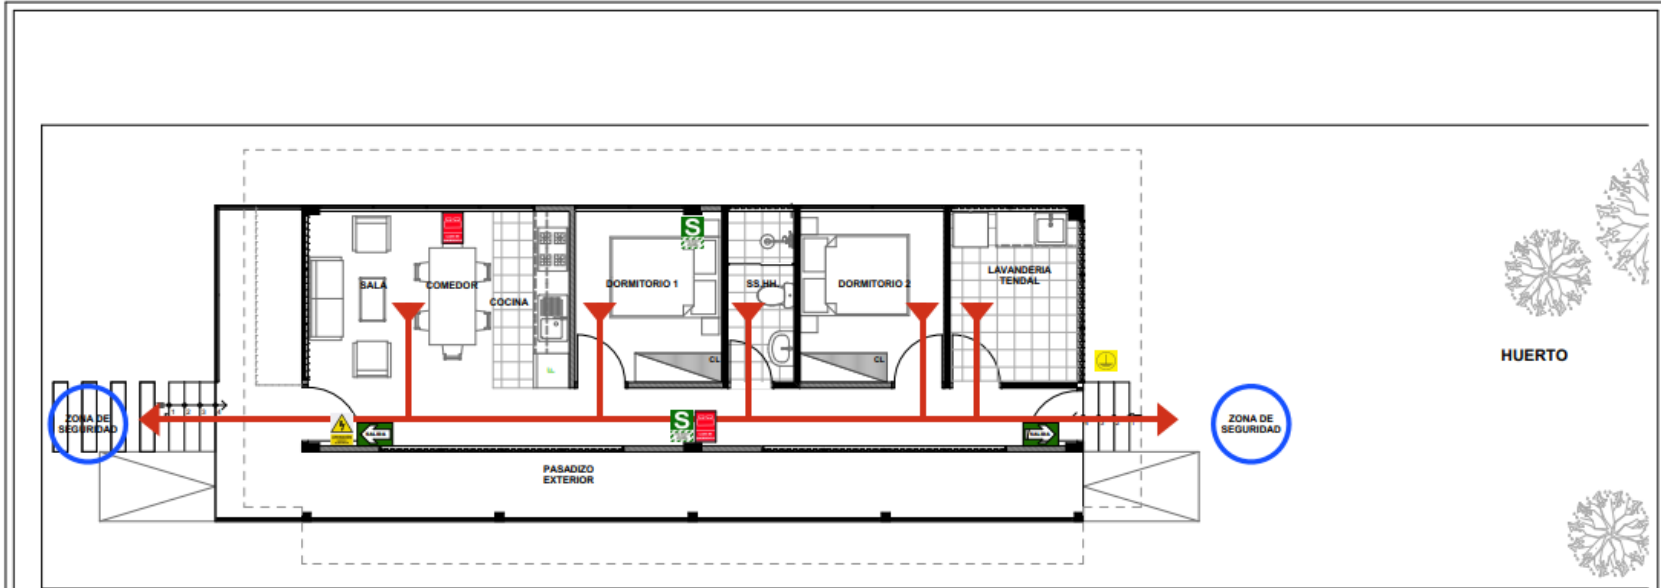 SALA
COMEDOR
COCINA
DORMITORIO 1
SS.HH.
DORMITORIO 2
LAVANDERIA
TENDAL
F
CL
CL
S
HUERTO
ZONA DE
SEGURIDAD
1 2 3 4
SALIDA
S
SALIDA
ZONA DE
SEGURIDAD
PASADIZO
EXTERIOR